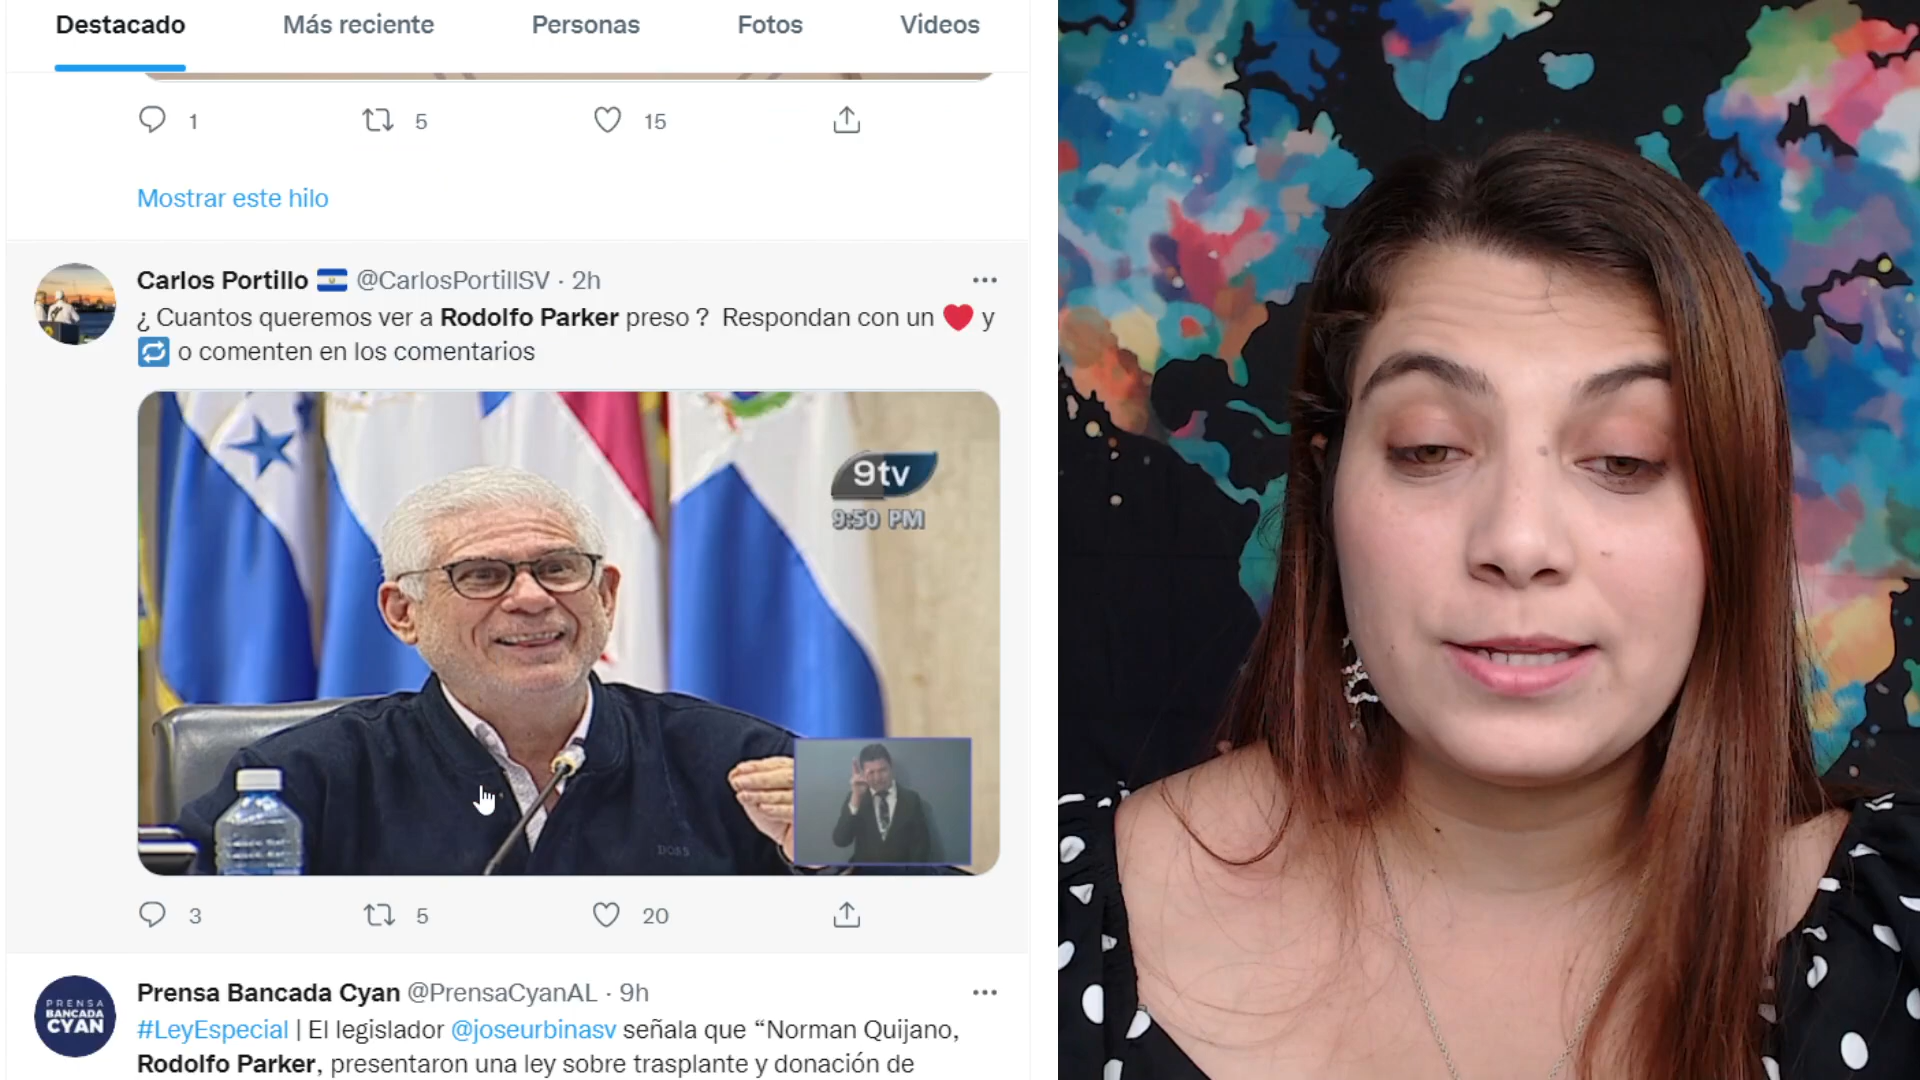 Destacado Más reciente Personas Fotos Videos
1 5 15
Mostrar este hilo
Carlos Portillo @CarlosPortillSV · 2h
¿ Cuantos queremos ver a Rodolfo Parker preso ? Respondan con un ❤️ y
🔁 o comenten en los comentarios
9tv
9:50 PM
BOSS
3 5 20
PRENSA
BANCADA
CYAN
Prensa Bancada Cyan @PrensaCyanAL · 9h
#LeyEspecial | El legislador @joseurbinasv señala que “Norman Quijano,
Rodolfo Parker, presentaron una ley sobre trasplante y donación de